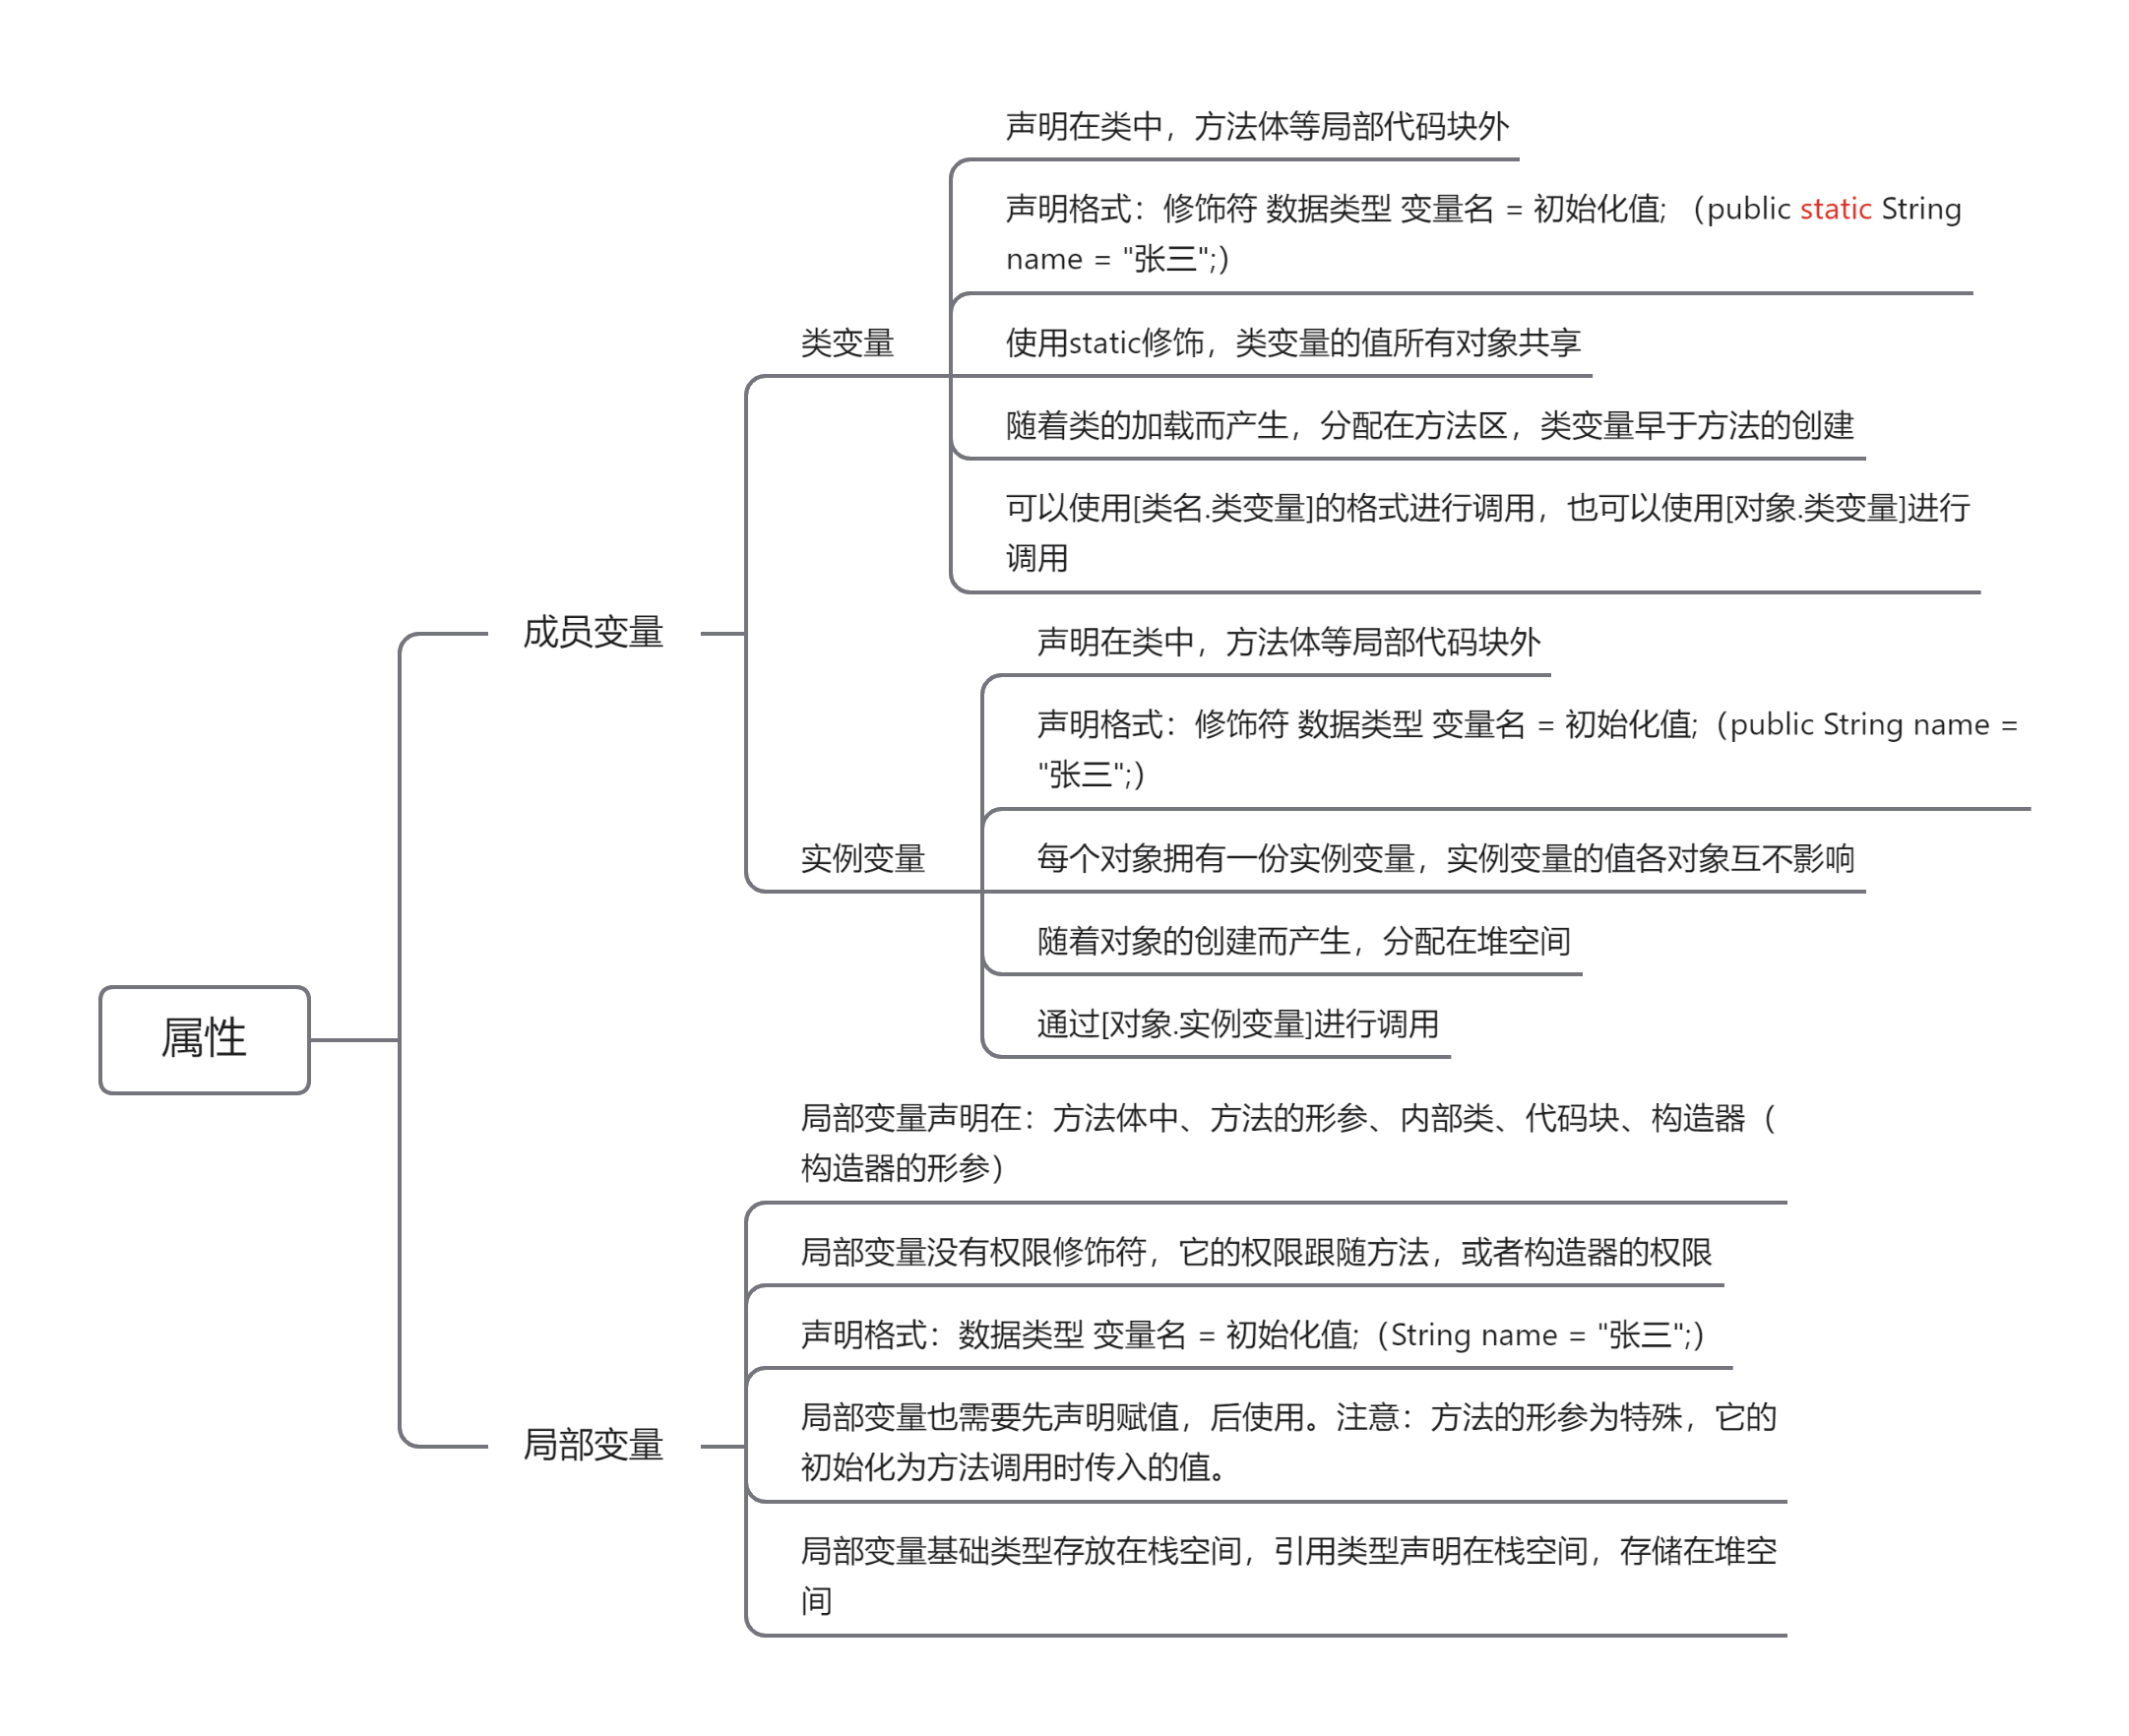 声明在类中，方法体等局部代码块外
声明格式：修饰符 数据类型 变量名 = 初始化值; （public static String
name = "张三";）
类变量
使用static修饰，类变量的值所有对象共享
随着类的加载而产生，分配在方法区，类变量早于方法的创建
可以使用[类名.类变量]的格式进行调用，也可以使用[对象.类变量]进行
调用
成员变量
声明在类中，方法体等局部代码块外
声明格式：修饰符 数据类型 变量名 = 初始化值;（public String name =
"张三";）
实例变量
每个对象拥有一份实例变量，实例变量的值各对象互不影响
随着对象的创建而产生，分配在堆空间
通过[对象.实例变量]进行调用
属性
局部变量声明在：方法体中、方法的形参、内部类、代码块、构造器（
构造器的形参）
局部变量没有权限修饰符，它的权限跟随方法，或者构造器的权限
声明格式：数据类型 变量名 = 初始化值;（String name = "张三";）
局部变量
局部变量也需要先声明赋值，后使用。注意：方法的形参为特殊，它的
初始化为方法调用时传入的值。
局部变量基础类型存放在栈空间，引用类型声明在栈空间，存储在堆空
间